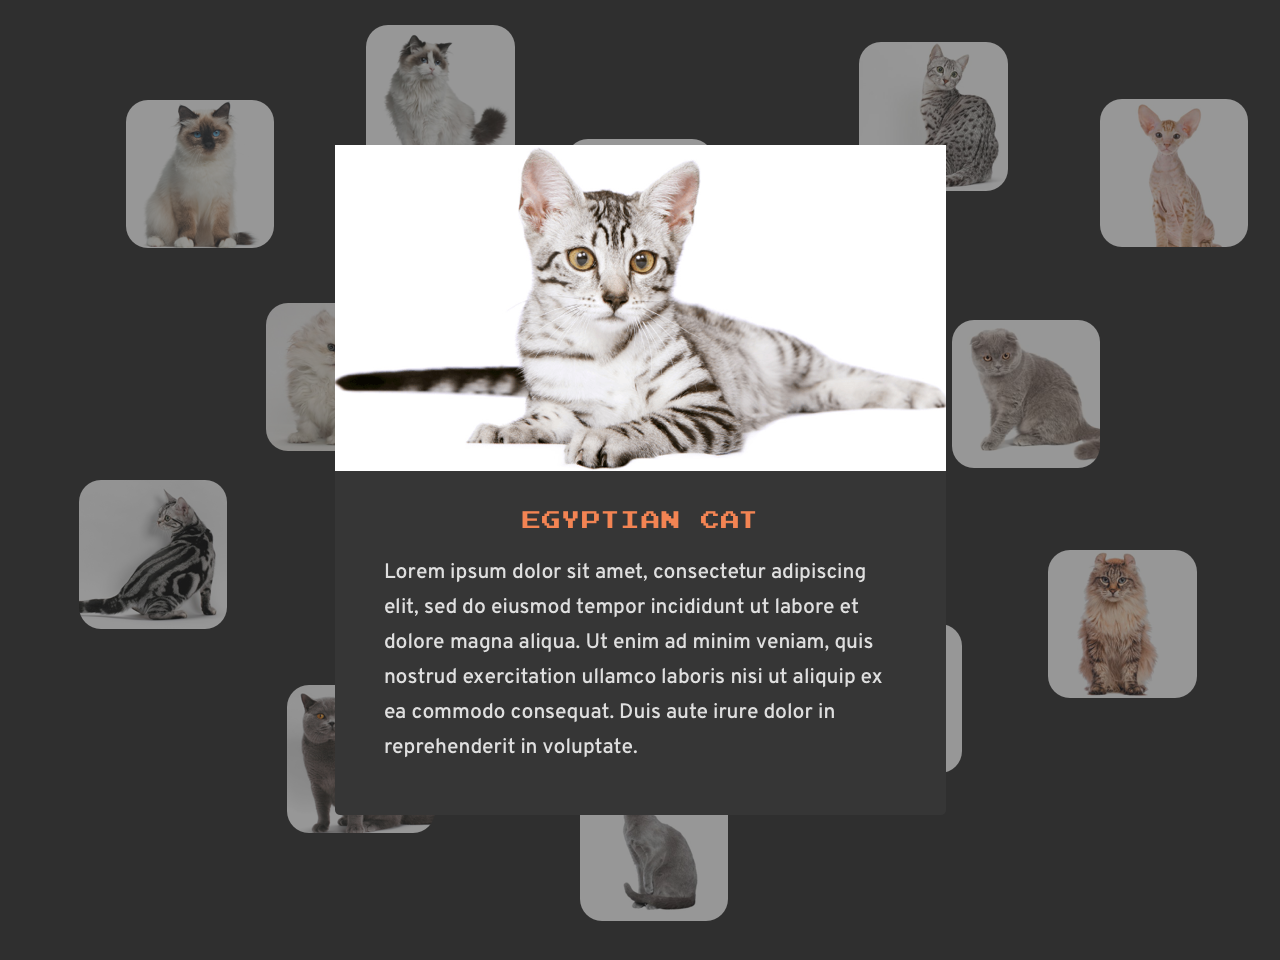 EGYPTIAN CAT
Lorem ipsum dolor sit amet, consectetur adipiscing
elit, sed do eiusmod tempor incididunt ut labore et
dolore magna aliqua. Ut enim ad minim veniam, quis
nostrud exercitation ullamco laboris nisi ut aliquip ex
ea commodo consequat. Duis aute irure dolor in
reprehenderit in voluptate.